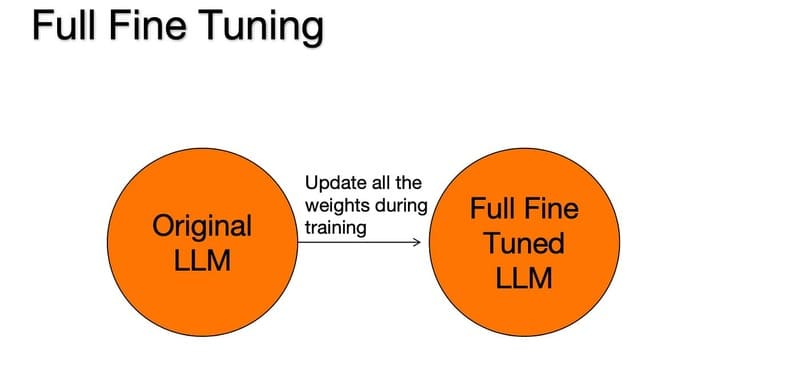 Full Fine Tuning
Original
LLM
Update all the
weights during
training
Full Fine
Tuned
LLM